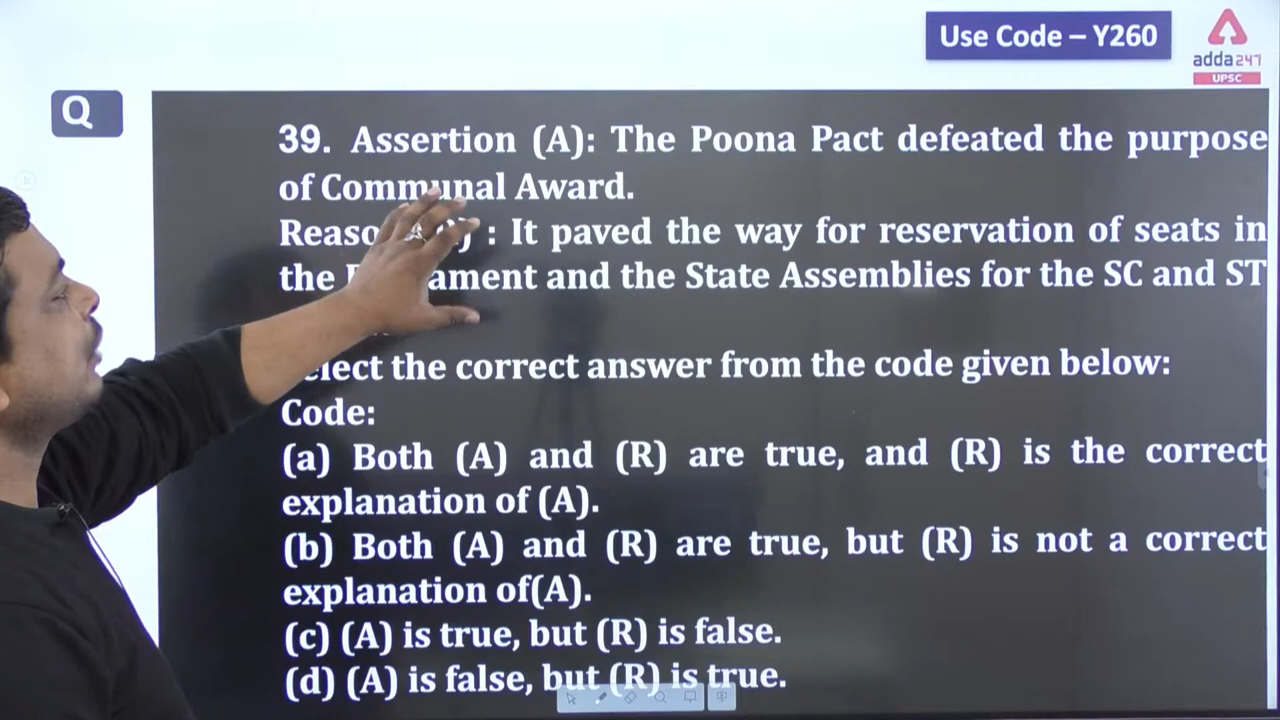 Use Code – Y260
adda247
UPSC
Q
39. Assertion (A): The Poona Pact defeated the purpose
of Communal Award.
: It paved the way for reservation of seats in
the and the State Assemblies for the SC and ST
the correct answer from the code given below:
Code:
(a) Both (A) and (R) are true, and (R) is the correct
explanation of (A).
(b) Both (A) and (R) are true, but (R) is not a correct
explanation of(A).
(c) (A) is true, but (R) is false.
(d) (A) is false, but (R) is true.